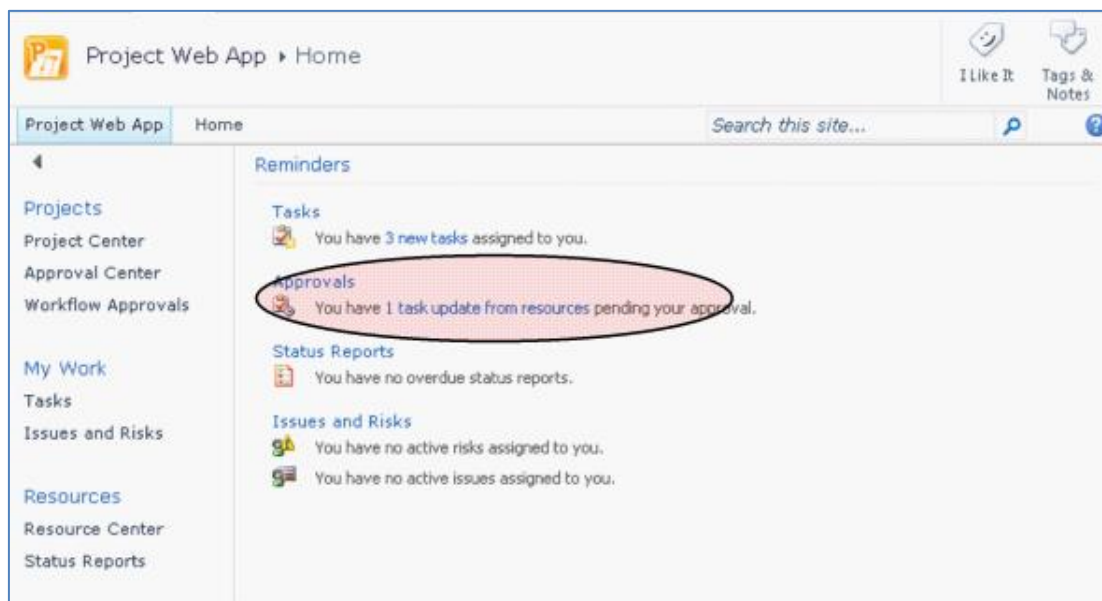 Project Web App ▸ Home
I Like It
Tags &
Notes
Project Web App Home
Search this site...
Projects
Project Center
Approval Center
Workflow Approvals
My Work
Tasks
Issues and Risks
Resources
Resource Center
Status Reports
Reminders
Tasks
You have 3 new tasks assigned to you.
Approvals
You have 1 task update from resources pending your approval.
Status Reports
You have no overdue status reports.
Issues and Risks
You have no active risks assigned to you.
You have no active issues assigned to you.